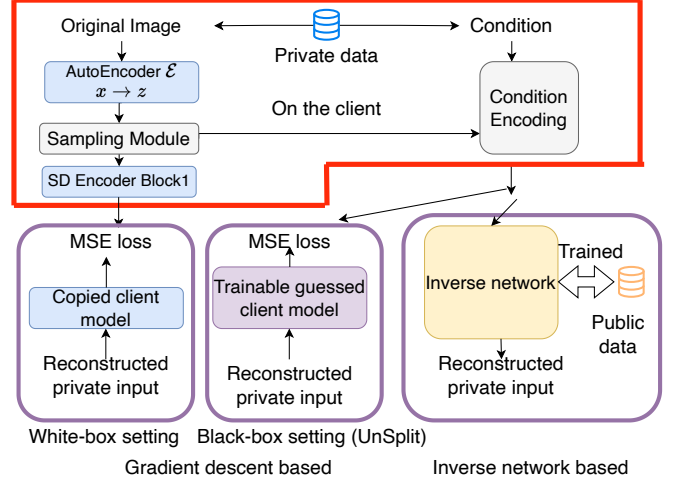 Original Image
Private data
Condition
AutoEncoder ℰ
x → z
Sampling Module
SD Encoder Block1
On the client
Condition
Encoding
MSE loss
Copied client
model
Reconstructed
private input
MSE loss
Trainable guessed
client model
Reconstructed
private input
Inverse network
Trained
Public
data
Reconstructed
private input
White-box setting
Black-box setting (UnSplit)
Gradient descent based
Inverse network based